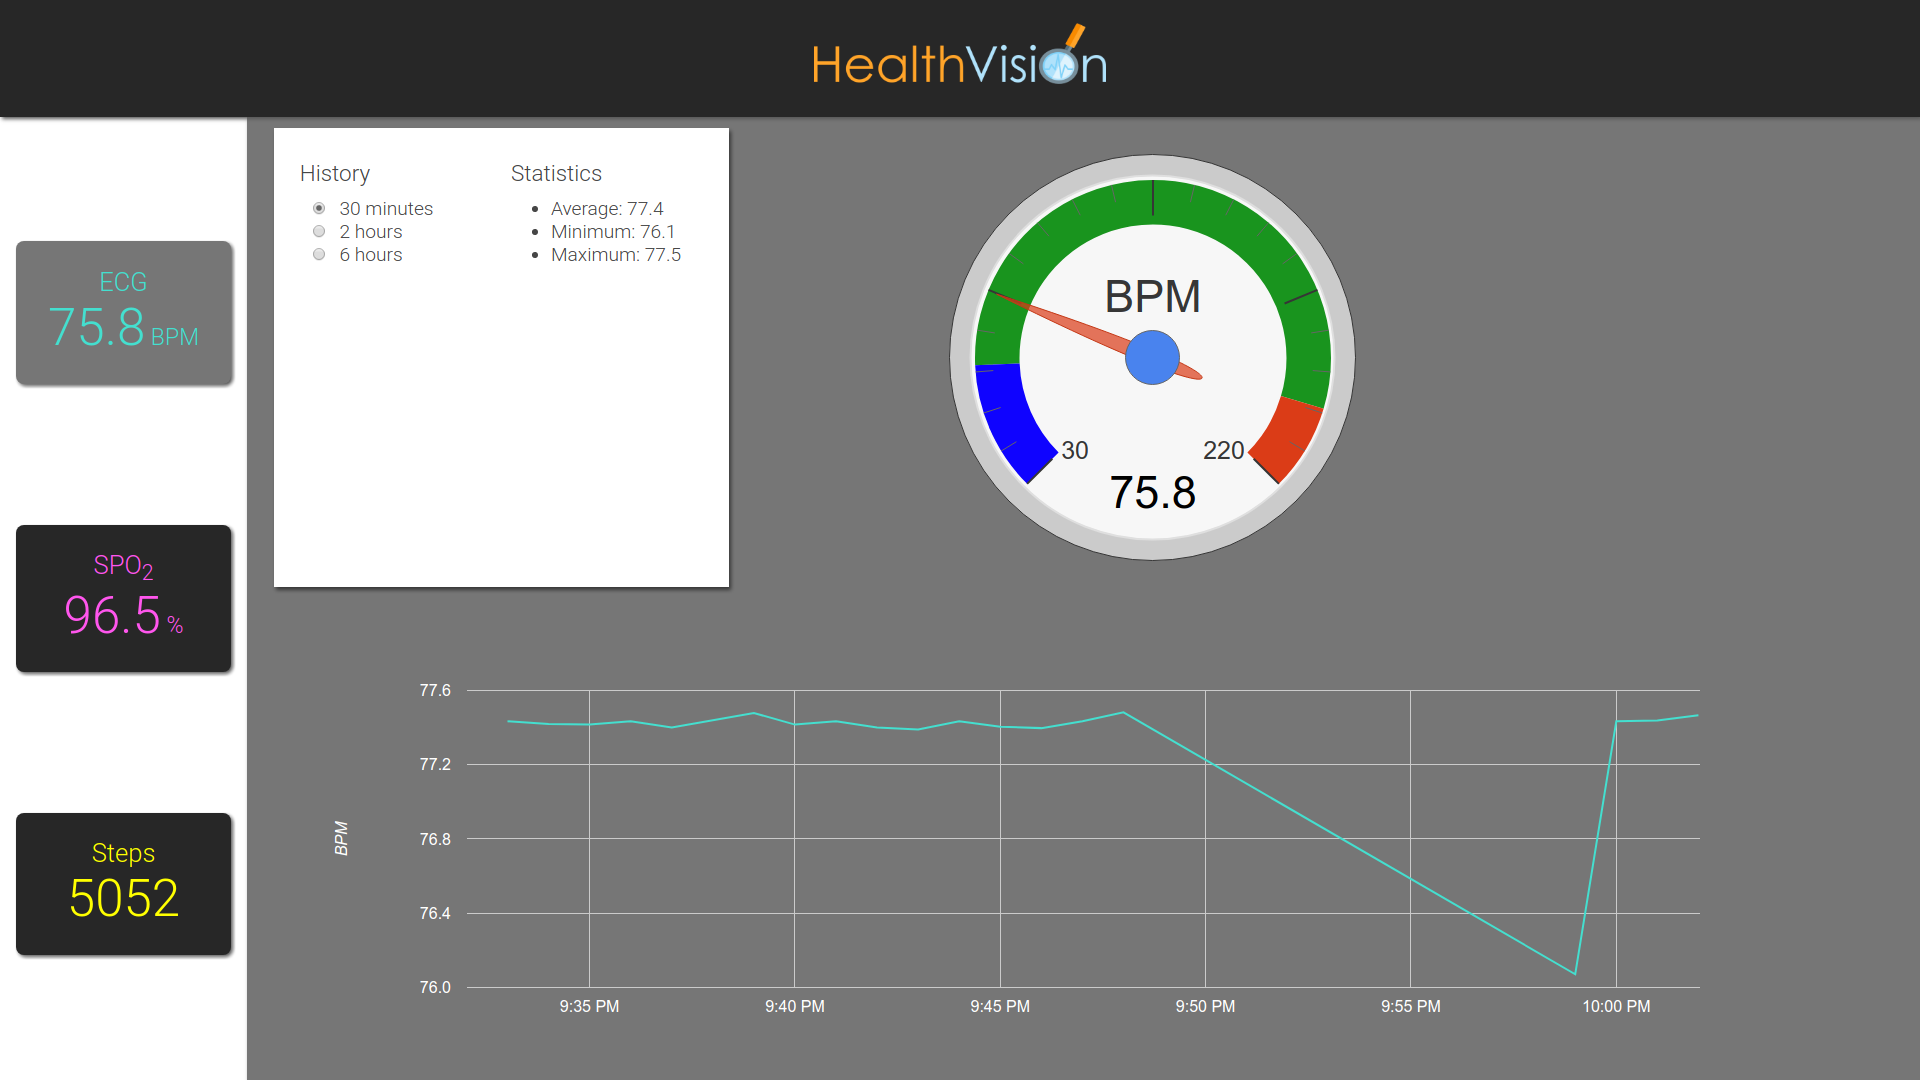 HealthVision
ECG
75.8 BPM
SPO2
96.5 %
Steps
5052
History
30 minutes
2 hours
6 hours
Statistics
Average: 77.4
Minimum: 76.1
Maximum: 77.5
BPM
30
220
75.8
77.6
77.2
76.8
76.4
76.0
BPM
9:35 PM
9:40 PM
9:45 PM
9:50 PM
9:55 PM
10:00 PM